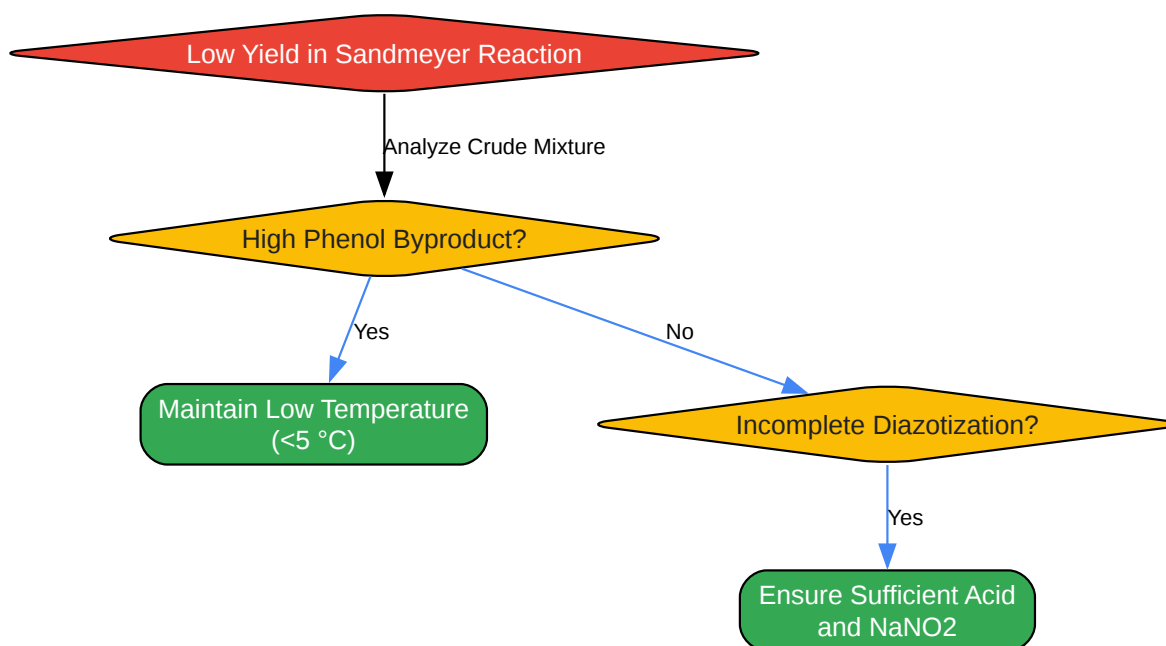 Low Yield in Sandmeyer Reaction
Analyze Crude Mixture
High Phenol Byproduct?
Yes
No
Maintain Low Temperature
(<5 °C)
Incomplete Diazotization?
Yes
Ensure Sufficient Acid
and NaNO2